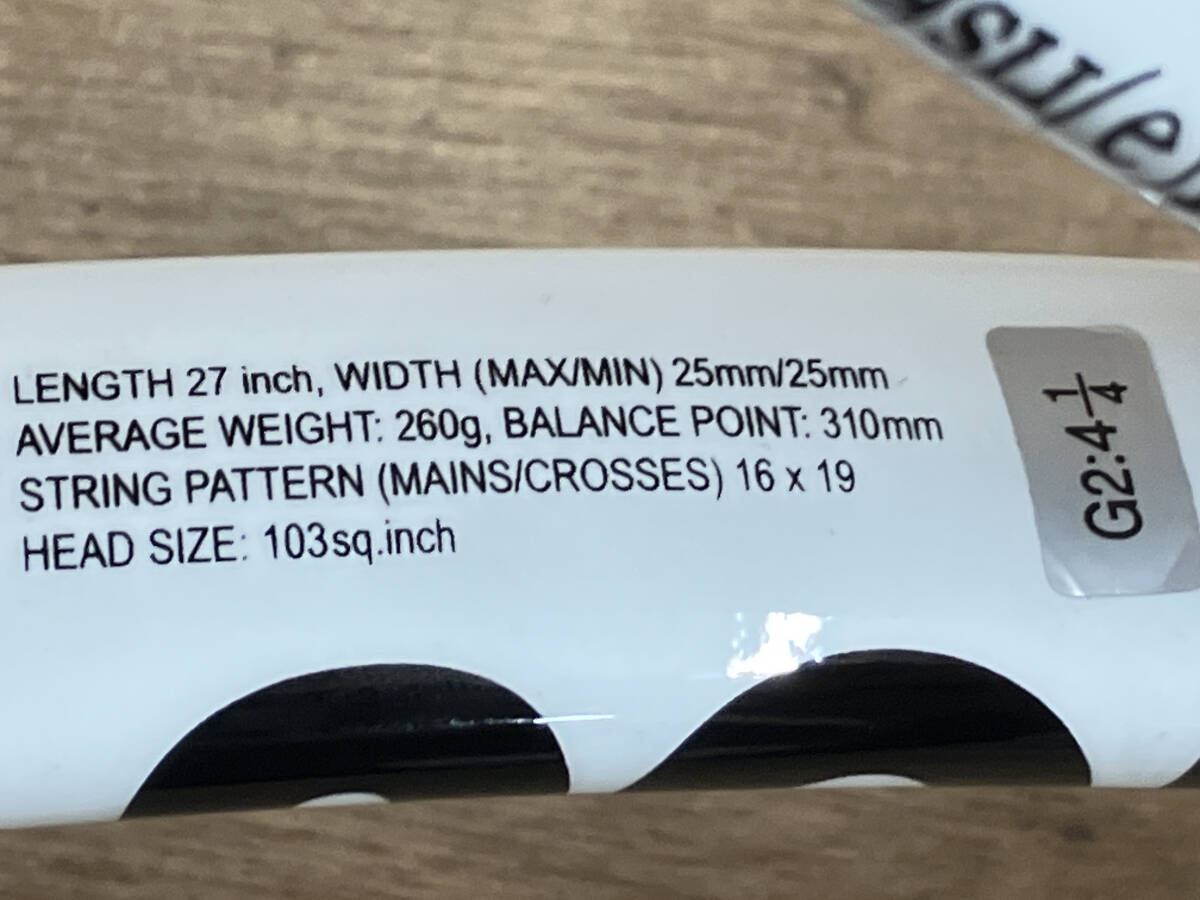 LENGTH 27 inch, WIDTH (MAX/MIN) 25mm/25mm
AVERAGE WEIGHT: 260g, BALANCE POINT: 310mm
STRING PATTERN (MAINS/CROSSES) 16 x 19
HEAD SIZE: 103sq.inch
G2:4 1/4